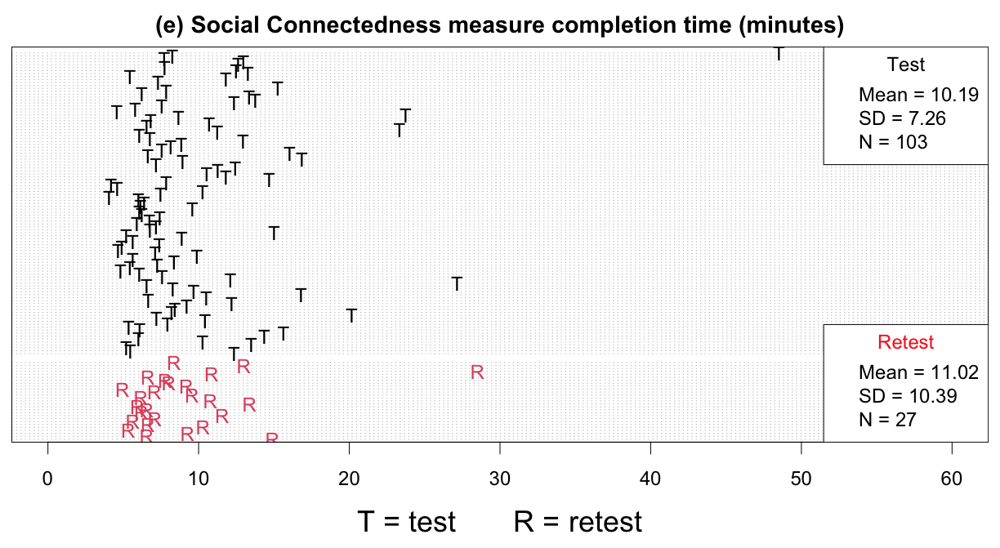 (e) Social Connectedness measure completion time (minutes)
Test
Mean = 10.19
SD = 7.26
N = 103
Retest
Mean = 11.02
SD = 10.39
N = 27
0 10 20 30 40 50 60
T = test R = retest